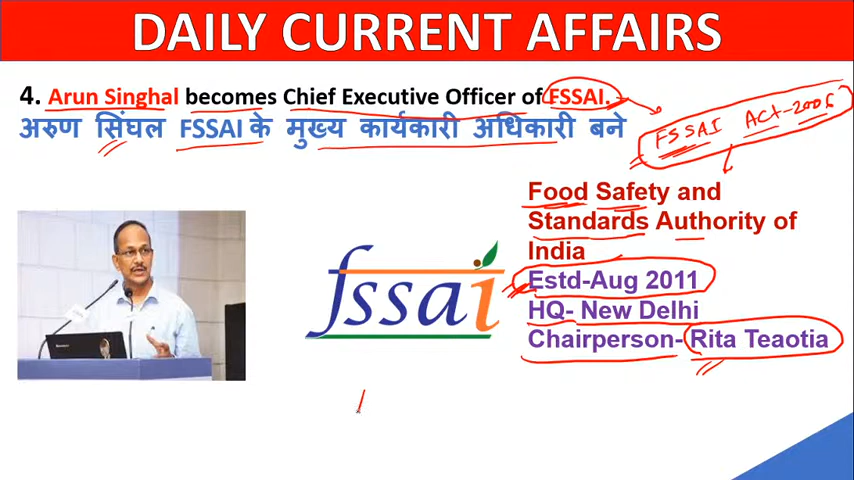 DAILY CURRENT AFFAIRS
4. Arun Singhal becomes Chief Executive Officer of FSSAI.
अरुण सिंघल FSSAI के मुख्य कार्यकारी अधिकारी बने
FSSAI ACT-2006
Food Safety and
Standards Authority of
India
Estd-Aug 2011
HQ- New Delhi
Chairperson- Rita Teaotia
fssai